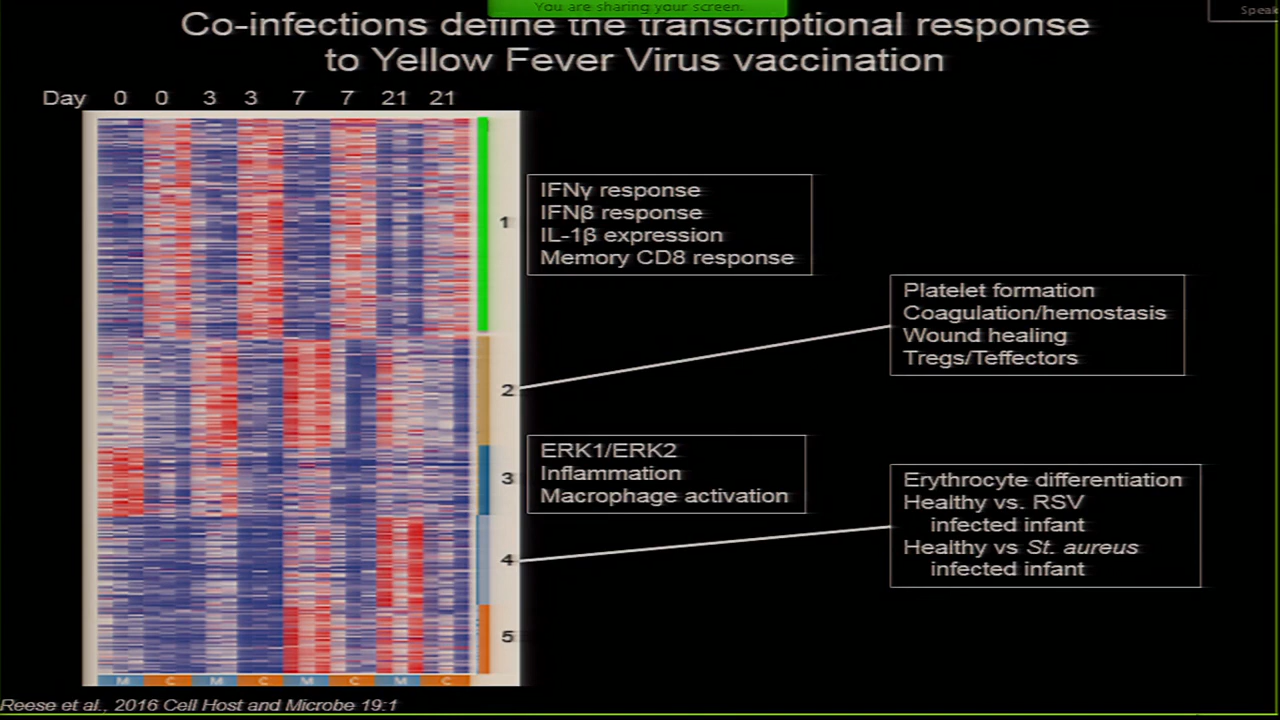 You are sharing your screen.
Speak
Co-infections define the transcriptional response
to Yellow Fever Virus vaccination
Day 0 0 3 3 7 7 21 21
1
IFNγ response
IFNβ response
IL-1β expression
Memory CD8 response
Platelet formation
Coagulation/hemostasis
Wound healing
Tregs/Teffectors
2
3
ERK1/ERK2
Inflammation
Macrophage activation
Erythrocyte differentiation
Healthy vs. RSV
infected infant
Healthy vs St. aureus
infected infant
4
5
M C M C M C M C
Reese et al., 2016 Cell Host and Microbe 19:1